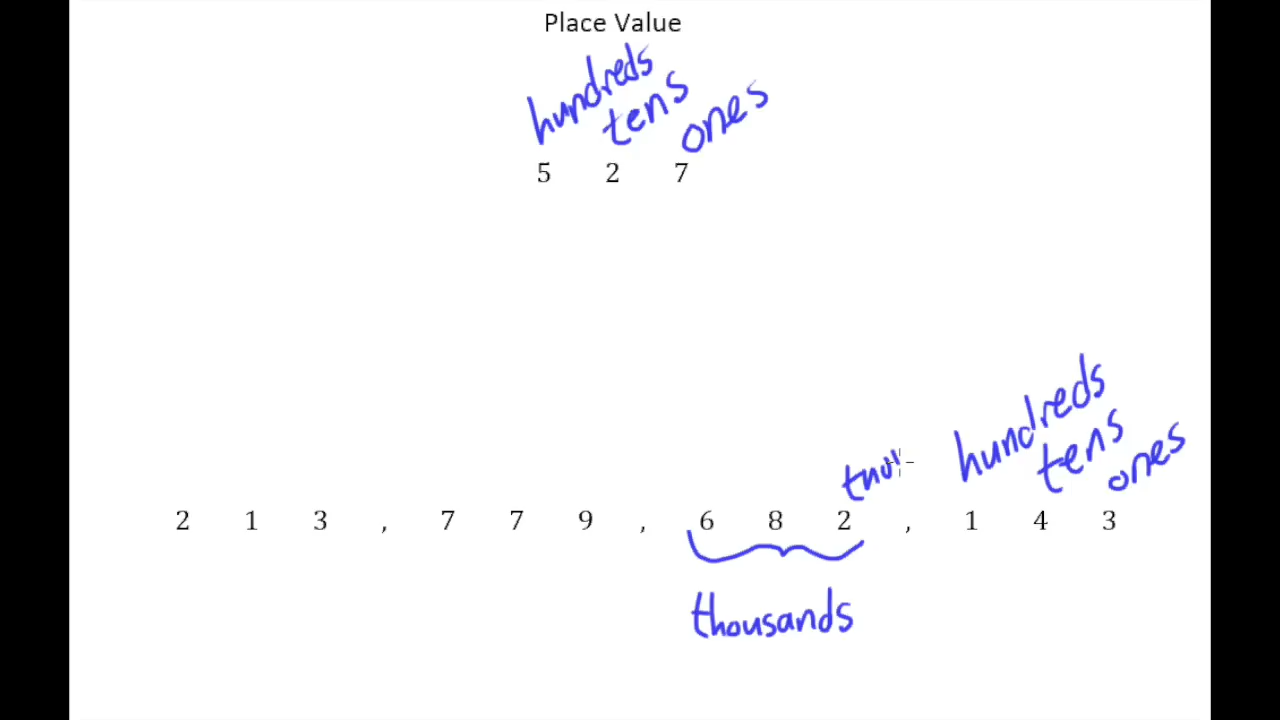 Place Value
hundreds
tens
ones
5 2 7
hundreds
tens
ones
2 1 3 , 7 7 9 , 6 8 2 , 1 4 3
thousands